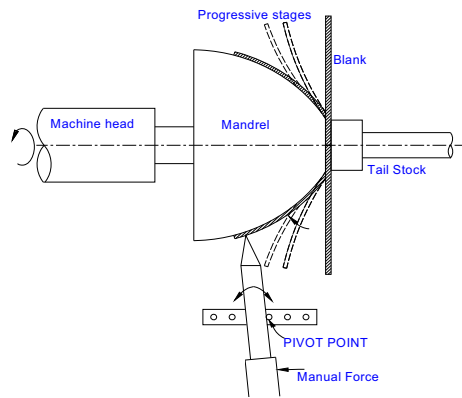 Progressive stages
Blank
Machine head
Mandrel
Tail Stock
PIVOT POINT
Manual Force